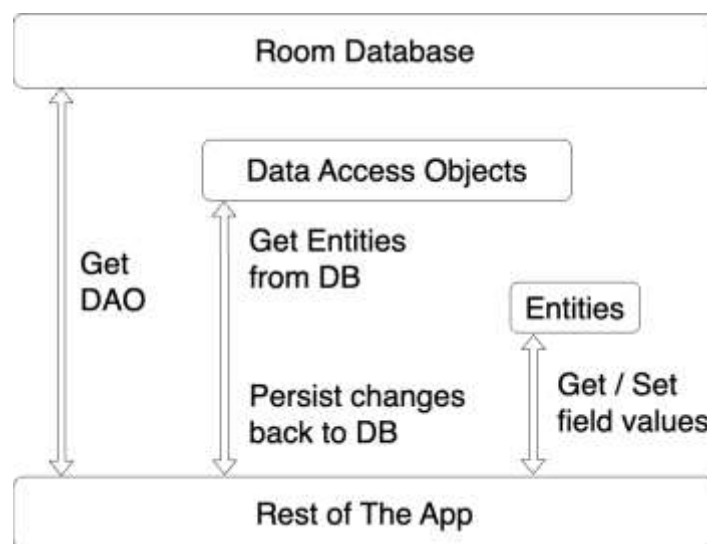 Room Database
Data Access Objects
Get
DAO
Get Entities
from DB
Entities
Persist changes
back to DB
Get / Set
field values
Rest of The App